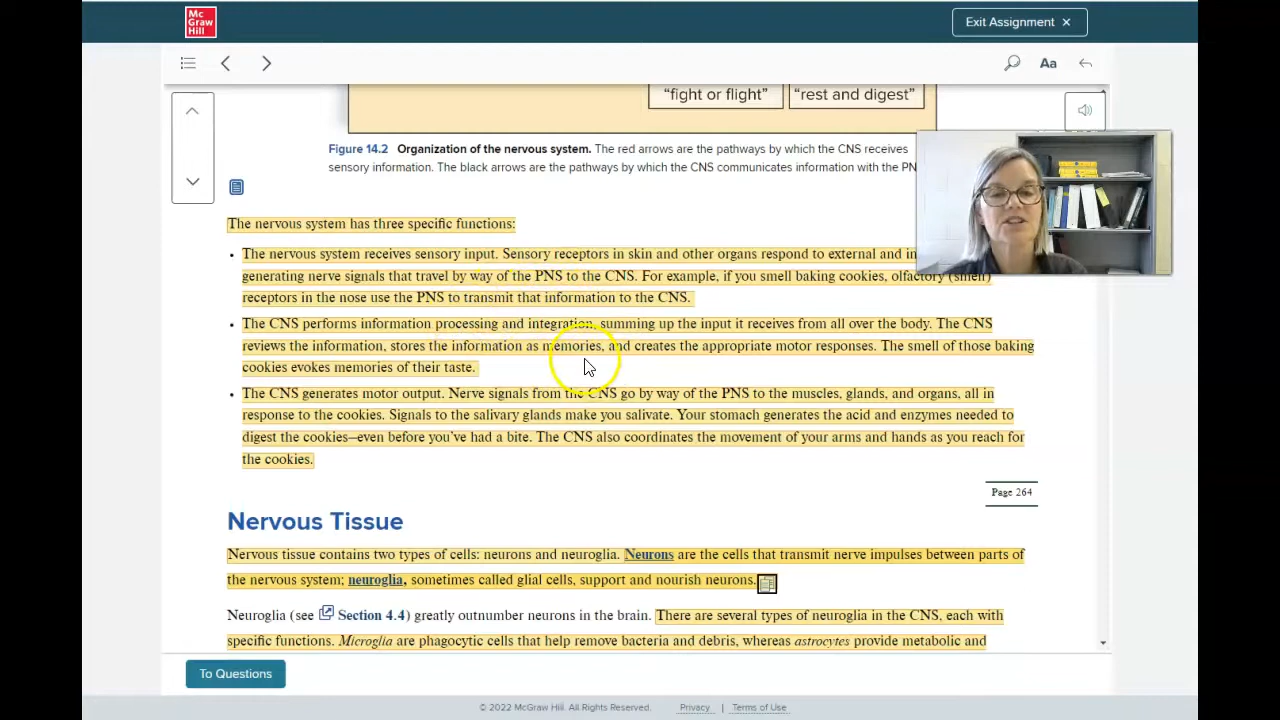 Mc
Graw
Hill
Exit Assignment ×
Aa
"fight or flight" "rest and digest"
Figure 14.2 Organization of the nervous system. The red arrows are the pathways by which the CNS receives
sensory information. The black arrows are the pathways by which the CNS communicates information with the PN
The nervous system has three specific functions:
• The nervous system receives sensory input. Sensory receptors in skin and other organs respond to external and in
generating nerve signals that travel by way of the PNS to the CNS. For example, if you smell baking cookies, olfactory (smell)
receptors in the nose use the PNS to transmit that information to the CNS.
• The CNS performs information processing and integration, summing up the input it receives from all over the body. The CNS
reviews the information, stores the information as memories, and creates the appropriate motor responses. The smell of those baking
cookies evokes memories of their taste.
• The CNS generates motor output. Nerve signals from the CNS go by way of the PNS to the muscles, glands, and organs, all in
response to the cookies. Signals to the salivary glands make you salivate. Your stomach generates the acid and enzymes needed to
digest the cookies—even before you've had a bite. The CNS also coordinates the movement of your arms and hands as you reach for
the cookies.
Page 264
Nervous Tissue
Nervous tissue contains two types of cells: neurons and neuroglia. Neurons are the cells that transmit nerve impulses between parts of
the nervous system; neuroglia, sometimes called glial cells, support and nourish neurons.
Neuroglia (see Section 4.4) greatly outnumber neurons in the brain. There are several types of neuroglia in the CNS, each with
specific functions. Microglia are phagocytic cells that help remove bacteria and debris, whereas astrocytes provide metabolic and
To Questions
© 2022 McGraw Hill. All Rights Reserved. Privacy | Terms of Use